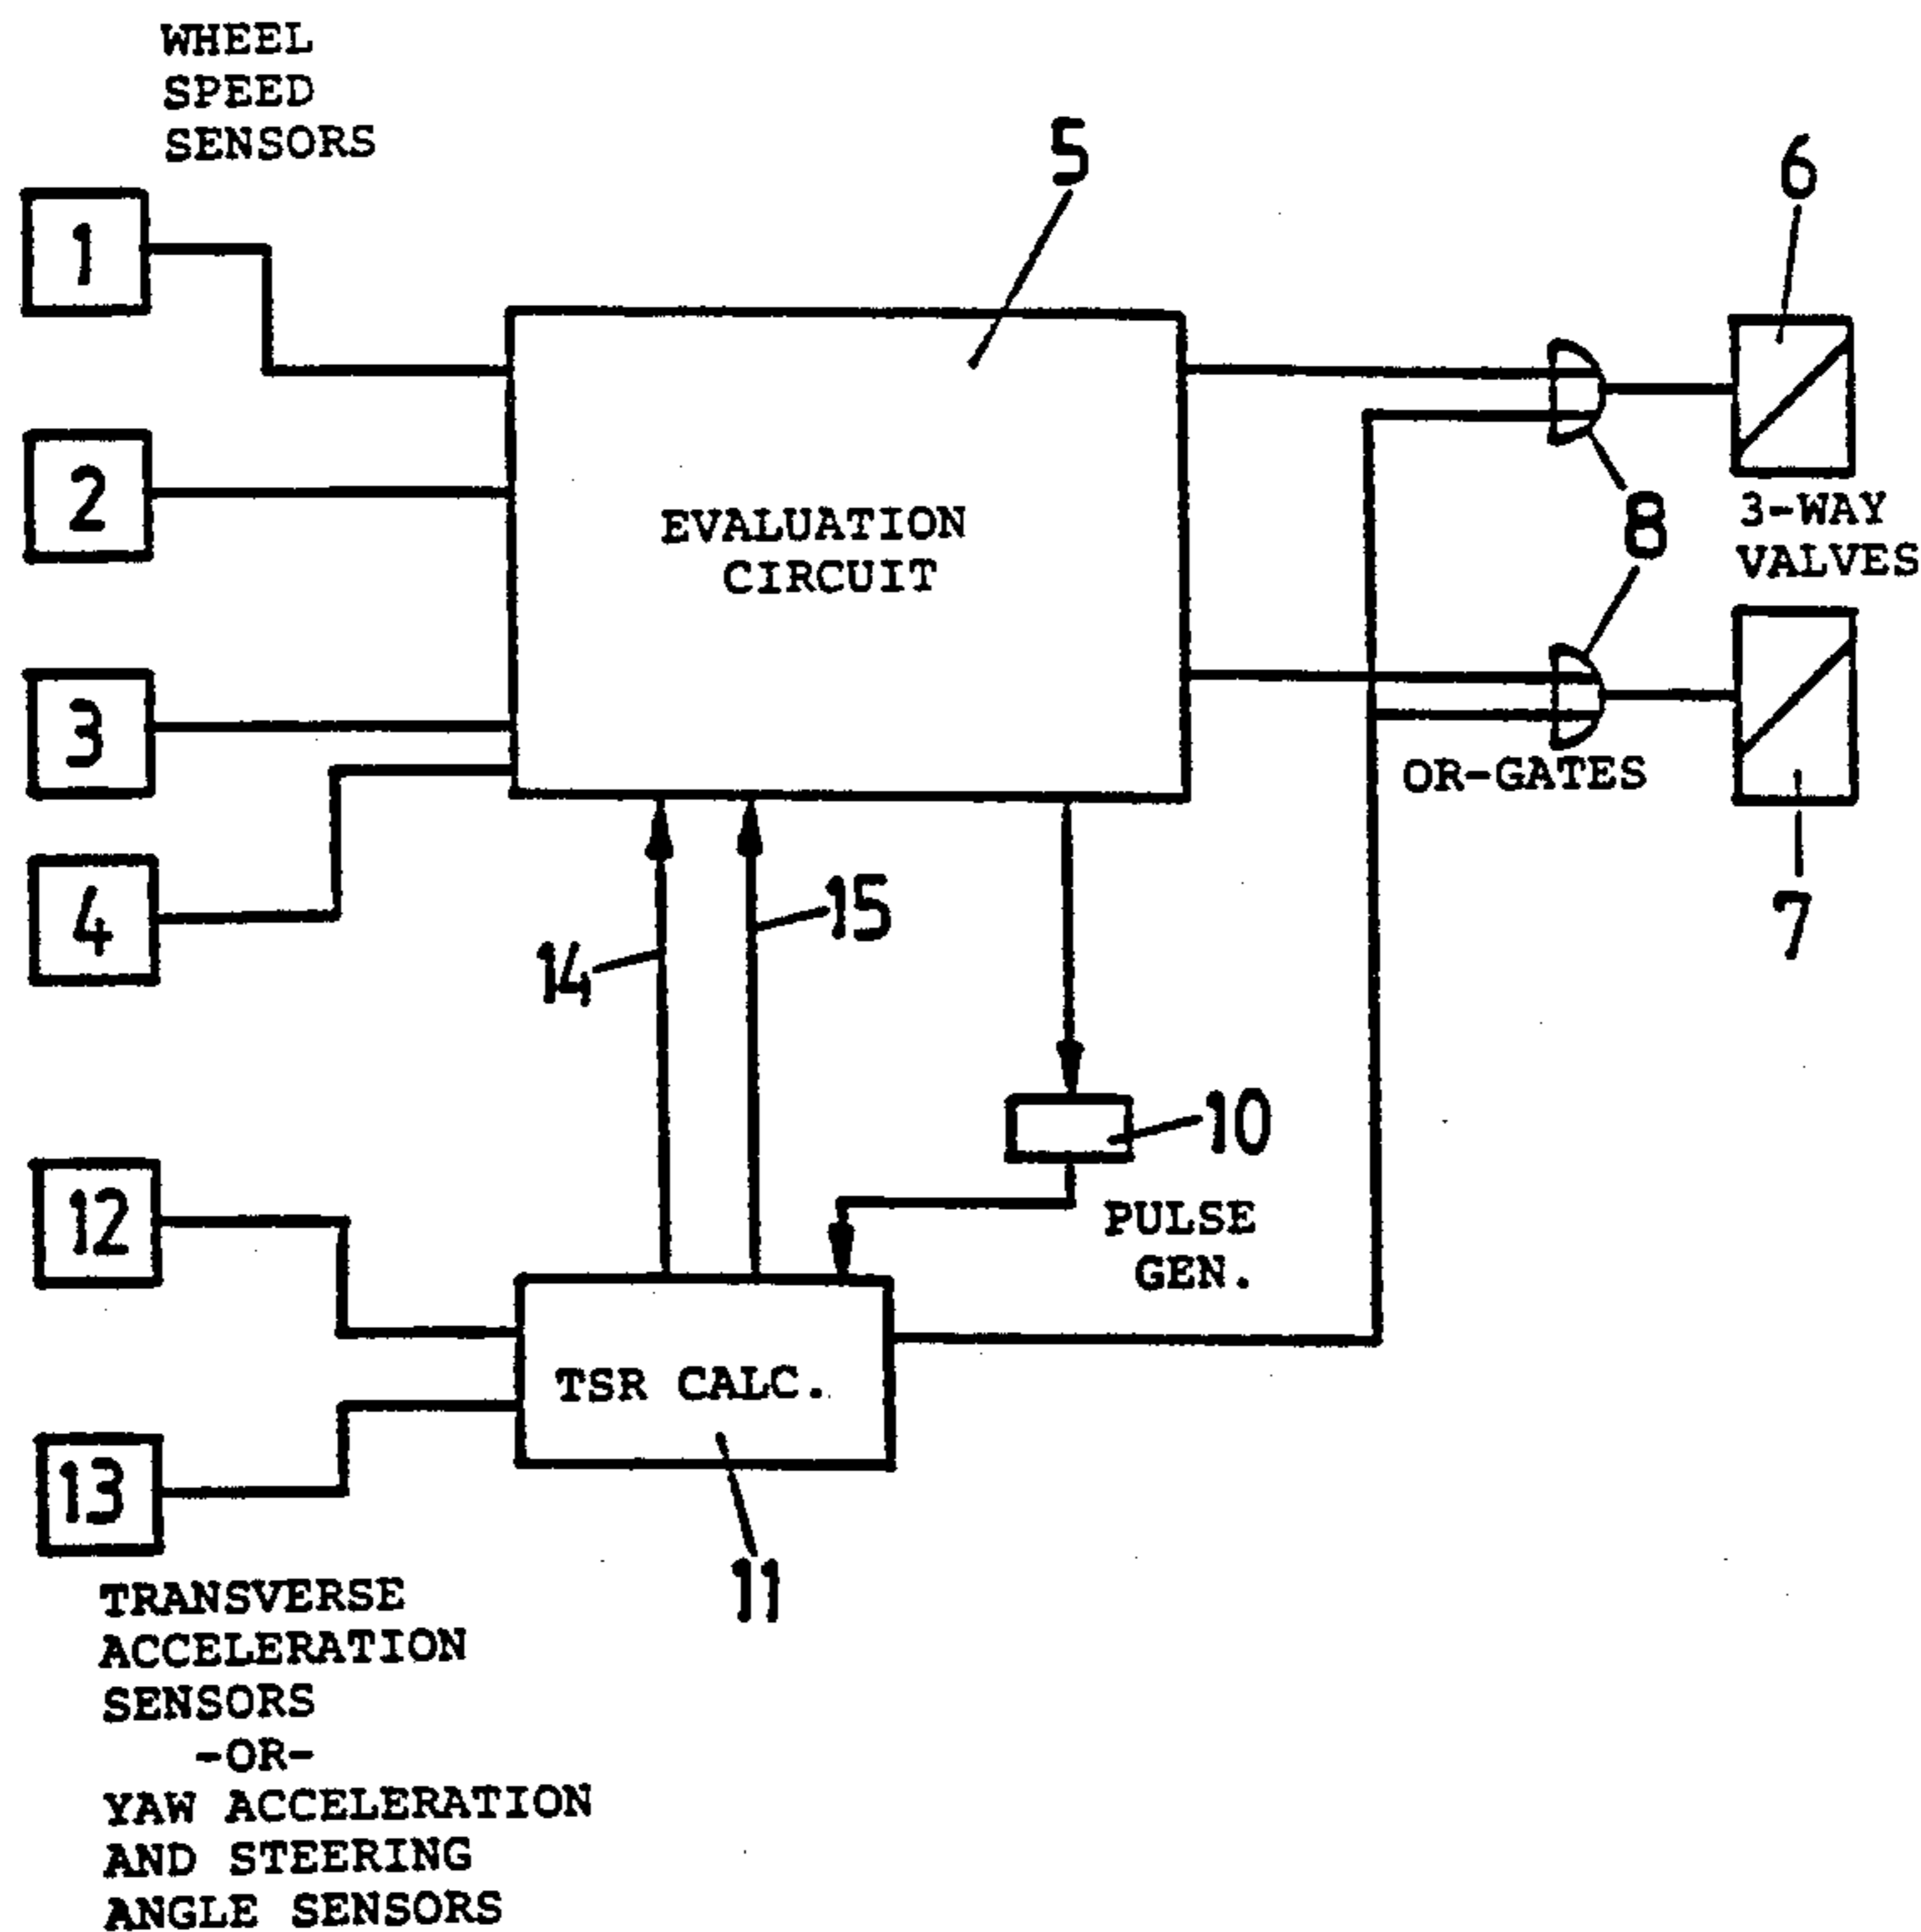 WHEEL
SPEED
SENSORS
5
6
1
2
EVALUATION
CIRCUIT
8
3-WAY
VALVES
3
OR-GATES
4
14
15
7
10
12
PULSE
GEN.
TSR CALC.
13
11
TRANSVERSE
ACCELERATION
SENSORS
-OR-
YAW ACCELERATION
AND STEERING
ANGLE SENSORS